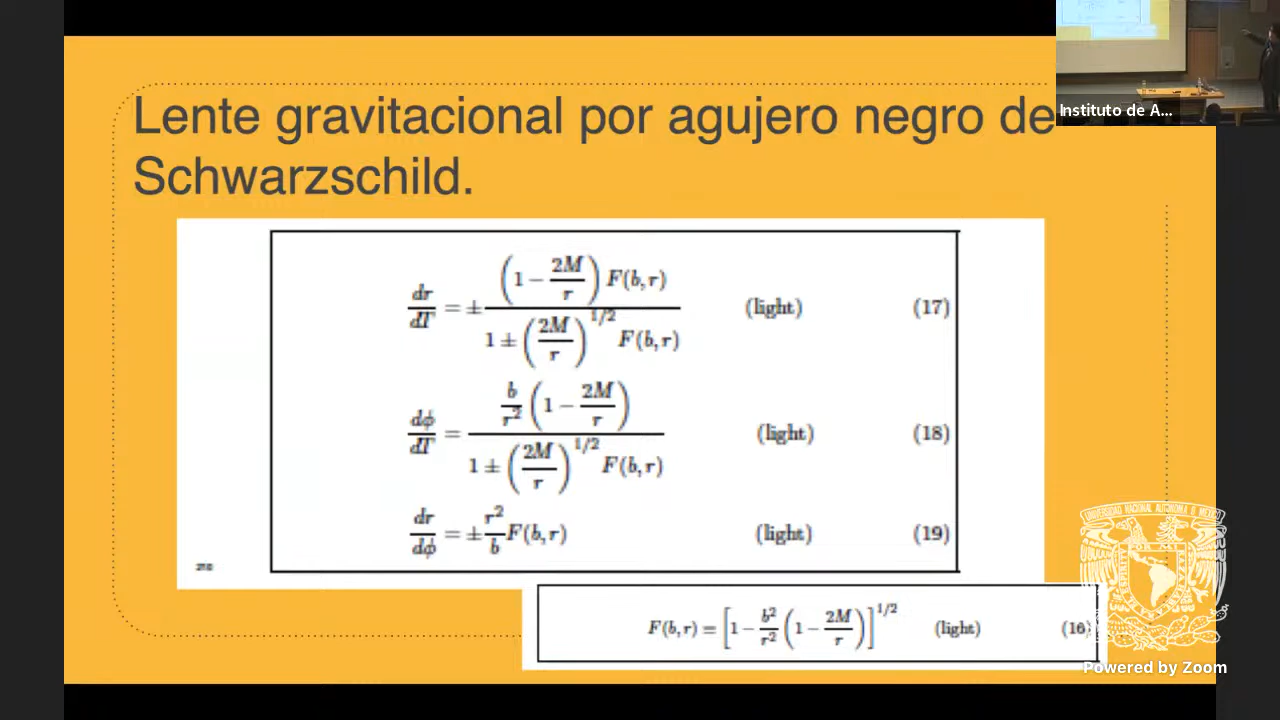 Lente gravitacional por agujero negro de
Schwarzschild.
Instituto de A...
dr/dT = ± (1 − 2M/r) F(b, r) / (1 ± (2M/r)^{1/2} F(b, r)) (light) (17)
dϕ/dT = b/r² (1 − 2M/r) / (1 ± (2M/r)^{1/2} F(b, r)) (light) (18)
dr/dϕ = ± r²/b F(b, r) (light) (19)
F(b, r) = [1 − b²/r² (1 − 2M/r)]^{1/2} (light) (16)
Powered by Zoom